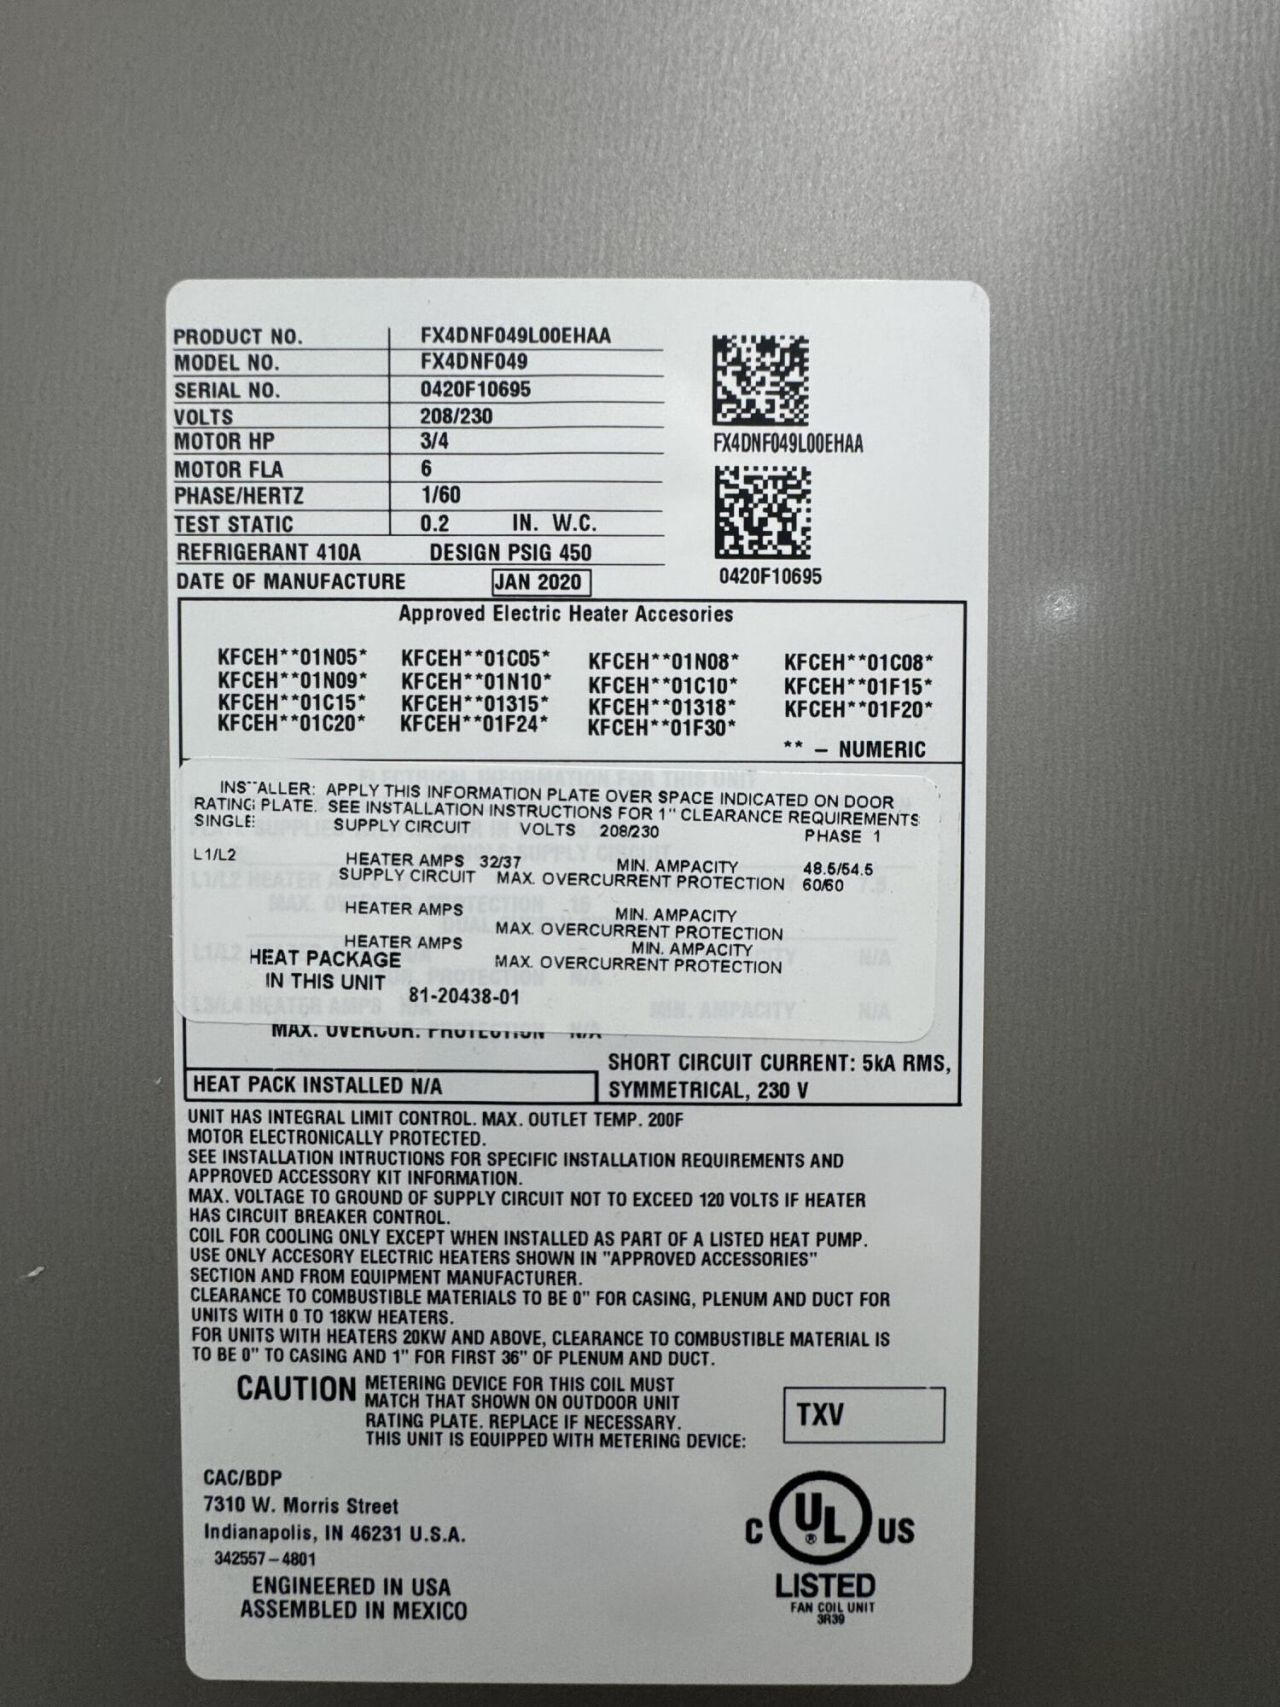 PRODUCT NO. FX4DNF049L00EHAA
MODEL NO. FX4DNF049
SERIAL NO. 0420F10695
VOLTS 208/230
MOTOR HP 3/4
MOTOR FLA 6
PHASE/HERTZ 1/60
TEST STATIC 0.2 IN. W.C.
REFRIGERANT 410A DESIGN PSIG 450
DATE OF MANUFACTURE JAN 2020
FX4DNF049L00EHAA
0420F10695
Approved Electric Heater Accesories
KFCEH**01N05* KFCEH**01C05* KFCEH**01N08* KFCEH**01C08*
KFCEH**01N09* KFCEH**01N10* KFCEH**01C10* KFCEH**01F15*
KFCEH**01C15* KFCEH**01315* KFCEH**01318* KFCEH**01F20*
KFCEH**01C20* KFCEH**01F24* KFCEH**01F30*
** – NUMERIC
INSTALLER: APPLY THIS INFORMATION PLATE OVER SPACE INDICATED ON DOOR
RATING PLATE. SEE INSTALLATION INSTRUCTIONS FOR 1" CLEARANCE REQUIREMENTS
SINGLE SUPPLY CIRCUIT VOLTS 208/230 PHASE 1
L1/L2 HEATER AMPS 32/37 MIN. AMPACITY 48.5/54.5
SUPPLY CIRCUIT MAX. OVERCURRENT PROTECTION 60/60
HEATER AMPS MIN. AMPACITY
MAX. OVERCURRENT PROTECTION
HEATER AMPS MIN. AMPACITY
HEAT PACKAGE MAX. OVERCURRENT PROTECTION
IN THIS UNIT 81-20438-01
MAX. OVERCUR. PROTECTION N/A
SHORT CIRCUIT CURRENT: 5kA RMS,
SYMMETRICAL, 230 V
HEAT PACK INSTALLED N/A
UNIT HAS INTEGRAL LIMIT CONTROL. MAX. OUTLET TEMP. 200F
MOTOR ELECTRONICALLY PROTECTED.
SEE INSTALLATION INTRUCTIONS FOR SPECIFIC INSTALLATION REQUIREMENTS AND
APPROVED ACCESSORY KIT INFORMATION.
MAX. VOLTAGE TO GROUND OF SUPPLY CIRCUIT NOT TO EXCEED 120 VOLTS IF HEATER
HAS CIRCUIT BREAKER CONTROL.
COIL FOR COOLING ONLY EXCEPT WHEN INSTALLED AS PART OF A LISTED HEAT PUMP.
USE ONLY ACCESORY ELECTRIC HEATERS SHOWN IN "APPROVED ACCESSORIES"
SECTION AND FROM EQUIPMENT MANUFACTURER.
CLEARANCE TO COMBUSTIBLE MATERIALS TO BE 0" FOR CASING, PLENUM AND DUCT FOR
UNITS WITH 0 TO 18KW HEATERS.
FOR UNITS WITH HEATERS 20KW AND ABOVE, CLEARANCE TO COMBUSTIBLE MATERIAL IS
TO BE 0" TO CASING AND 1" FOR FIRST 36" OF PLENUM AND DUCT.
CAUTION METERING DEVICE FOR THIS COIL MUST
MATCH THAT SHOWN ON OUTDOOR UNIT
RATING PLATE. REPLACE IF NECESSARY.
THIS UNIT IS EQUIPPED WITH METERING DEVICE:
TXV
CAC/BDP
7310 W. Morris Street
Indianapolis, IN 46231 U.S.A.
342557–4801
ENGINEERED IN USA
ASSEMBLED IN MEXICO
C UL® US
LISTED
FAN COIL UNIT
3R39